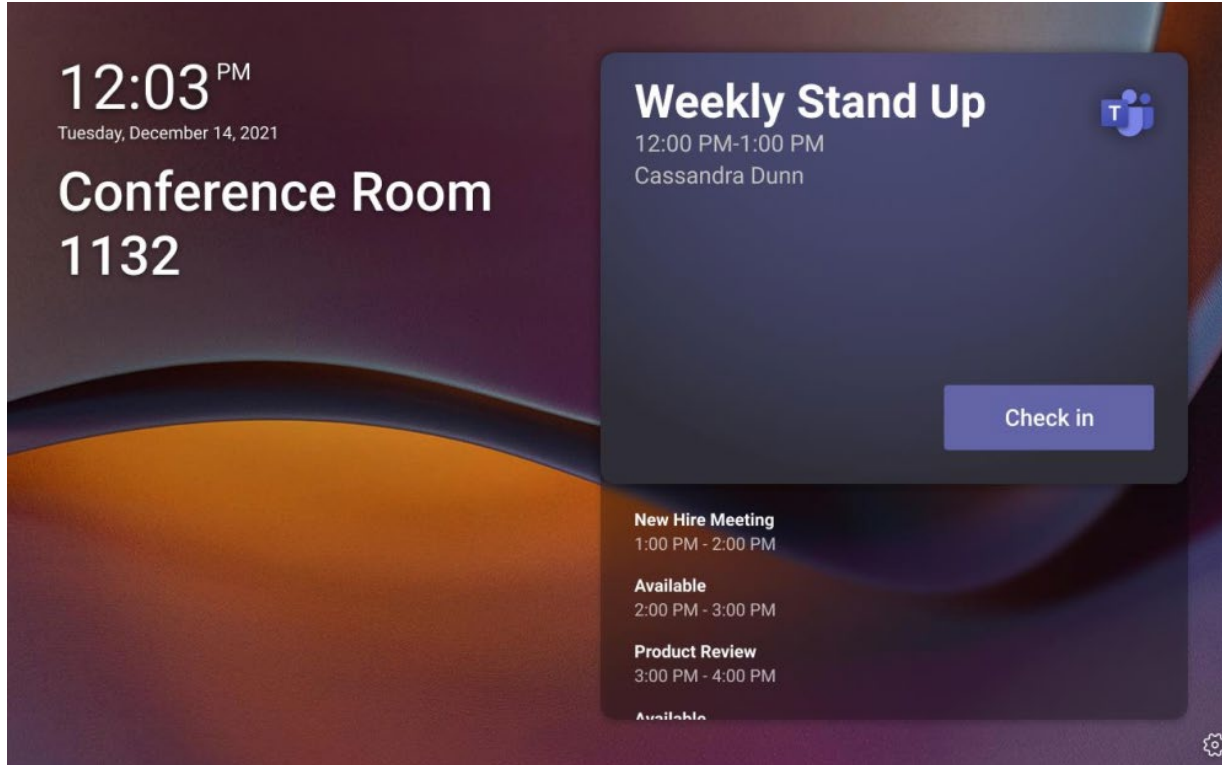 12:03 PM
Tuesday, December 14, 2021
Conference Room
1132
Weekly Stand Up
12:00 PM-1:00 PM
Cassandra Dunn
T
Check in
New Hire Meeting
1:00 PM - 2:00 PM
Available
2:00 PM - 3:00 PM
Product Review
3:00 PM - 4:00 PM
Available